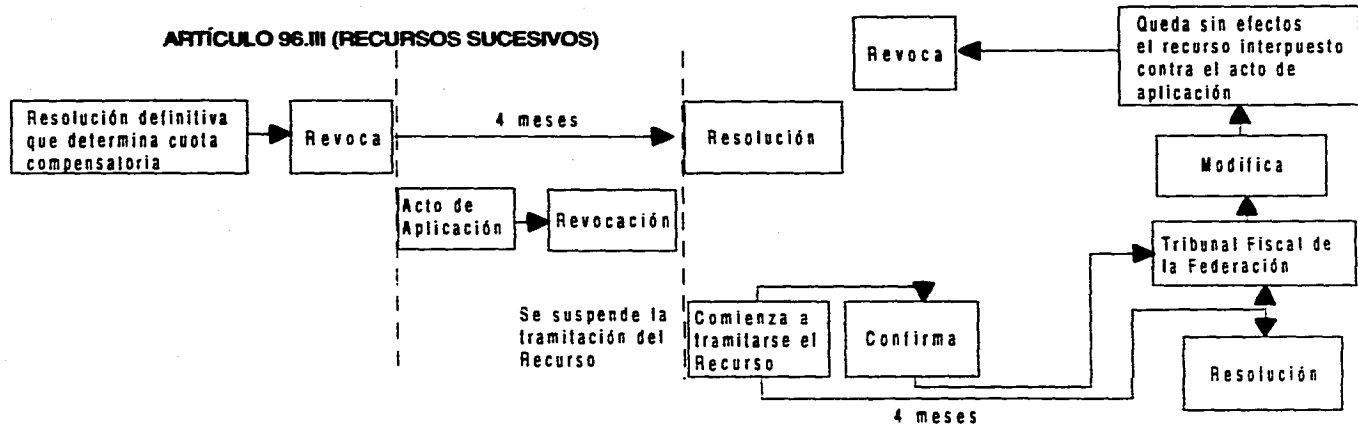 ARTÍCULO 96.III (RECURSOS SUCESIVOS)
Resolución definitiva
que determina cuota
compensatoria
Revoca
4 meses
Resolución
Acto de
Aplicación
Revocación
Se suspende la
tramitación del
Recurso
Comienza a
tramitarse el
Recurso
Confirma
4 meses
Revoca
Queda sin efectos
el recurso interpuesto
contra el acto de
aplicación
Modifica
Tribunal Fiscal de
la Federación
Resolución